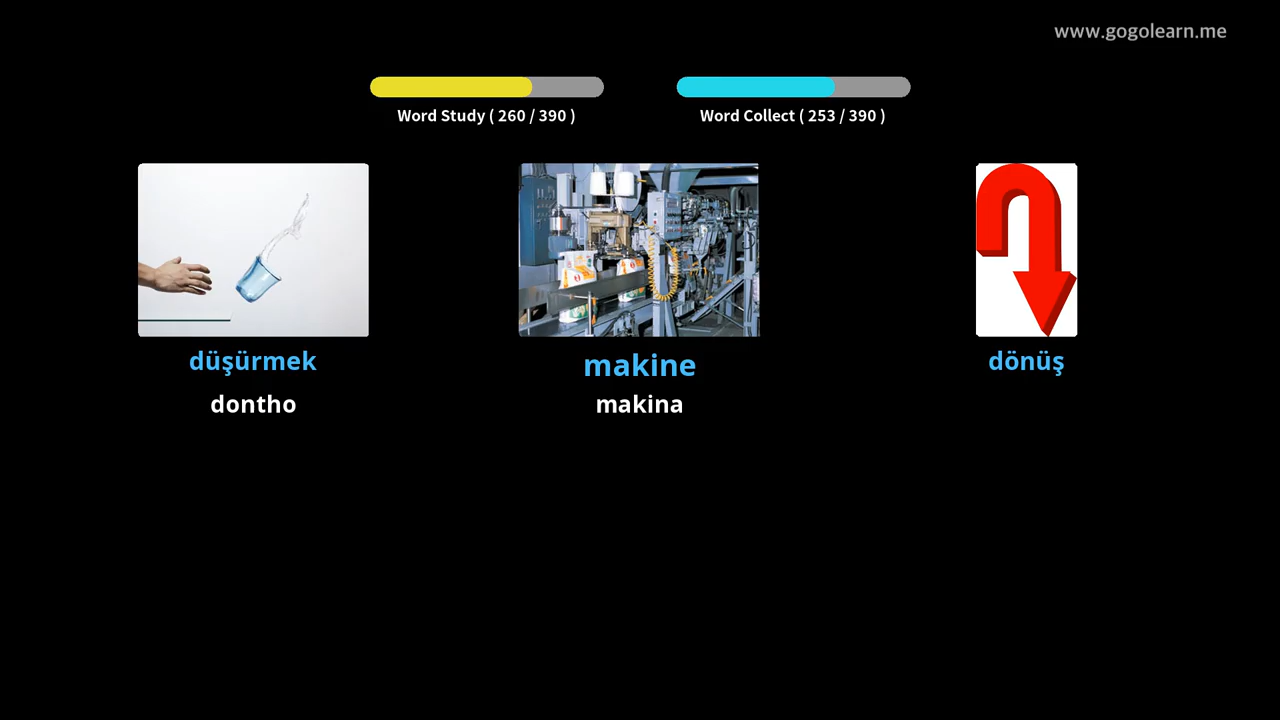 www.gogolearn.me
Word Study ( 260 / 390 )
Word Collect ( 253 / 390 )
düşürmek
makine
dönüş
dontho
makina